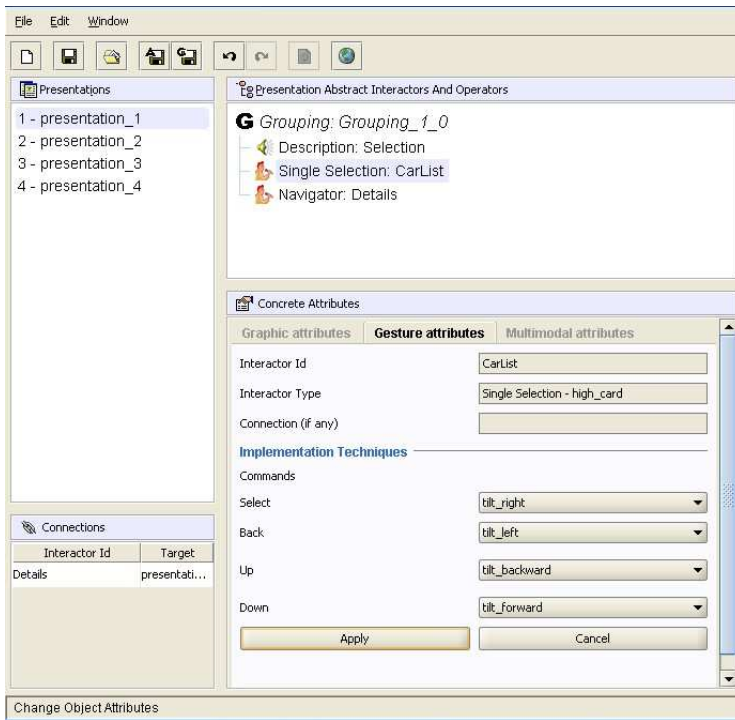 File Edit Window
Presentations
1 - presentation_1
2 - presentation_2
3 - presentation_3
4 - presentation_4
Presentation Abstract Interactors And Operators
G Grouping: Grouping_1_0
Description: Selection
Single Selection: CarList
Navigator: Details
Concrete Attributes
Graphic attributes Gesture attributes Multimodal attributes
Interactor Id CarList
Interactor Type Single Selection - high_card
Connection (if any)
Implementation Techniques
Commands
Select tilt_right
Back tilt_left
Up tilt_backward
Down tilt_forward
Apply Cancel
Connections
Interactor Id Target
Details presentati...
Change Object Attributes